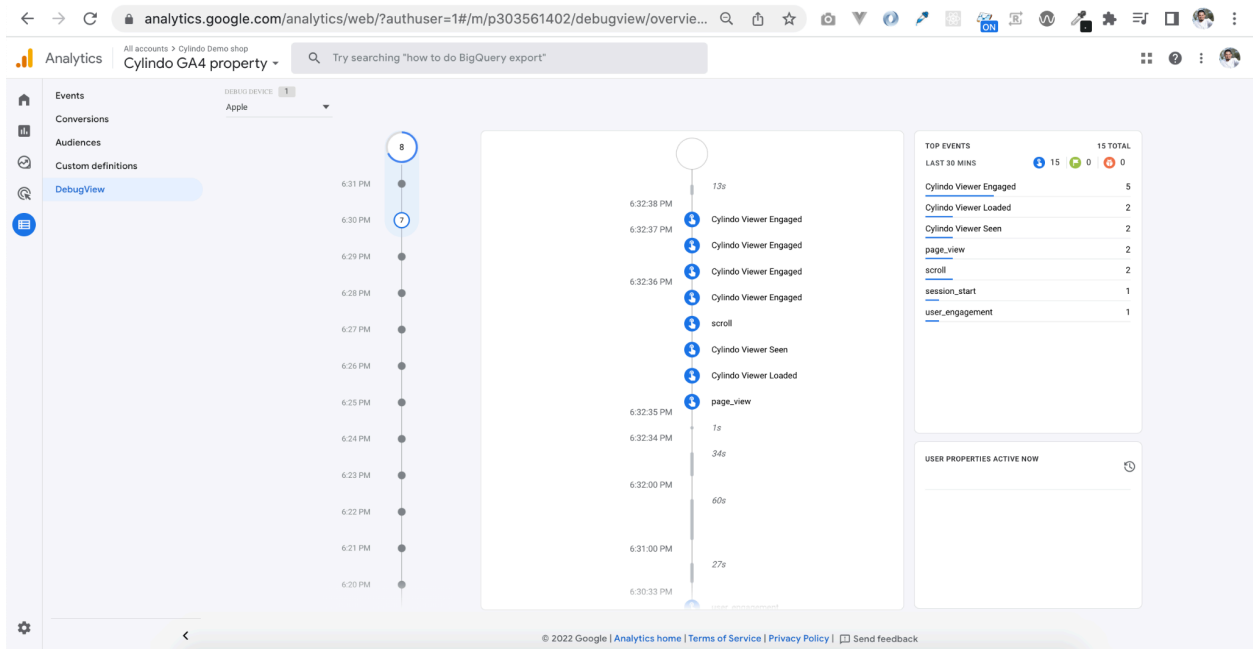 analytics.google.com/analytics/web/?authuser=1#/m/p303561402/debugview/overvie...
ON
Analytics
All accounts > Cylindo Demo shop
Cylindo GA4 property
Try searching "how to do BigQuery export"
Events
Conversions
Audiences
Custom definitions
DebugView
DEBUG DEVICE 1
Apple
8
6:31 PM
6:30 PM 7
6:29 PM
6:28 PM
6:27 PM
6:26 PM
6:25 PM
6:24 PM
6:23 PM
6:22 PM
6:21 PM
6:20 PM
13s
6:32:38 PM
Cylindo Viewer Engaged
6:32:37 PM
Cylindo Viewer Engaged
Cylindo Viewer Engaged
6:32:36 PM
Cylindo Viewer Engaged
scroll
Cylindo Viewer Seen
Cylindo Viewer Loaded
page_view
6:32:35 PM
1s
6:32:34 PM
34s
6:32:00 PM
60s
6:31:00 PM
27s
6:30:33 PM
TOP EVENTS 15 TOTAL
LAST 30 MINS 15 0 0
Cylindo Viewer Engaged 5
Cylindo Viewer Loaded 2
Cylindo Viewer Seen 2
page_view 2
scroll 2
session_start 1
user_engagement 1
USER PROPERTIES ACTIVE NOW
© 2022 Google | Analytics home | Terms of Service | Privacy Policy | Send feedback